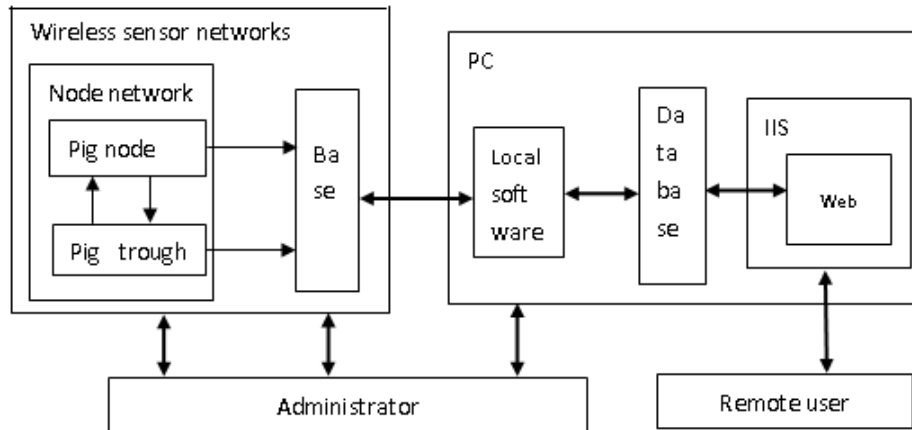 Wireless sensor networks
Node network
Pig node
Pig trough
Ba
se
PC
Local
soft
ware
Da
ta
ba
se
IIS
Web
Administrator
Remote user